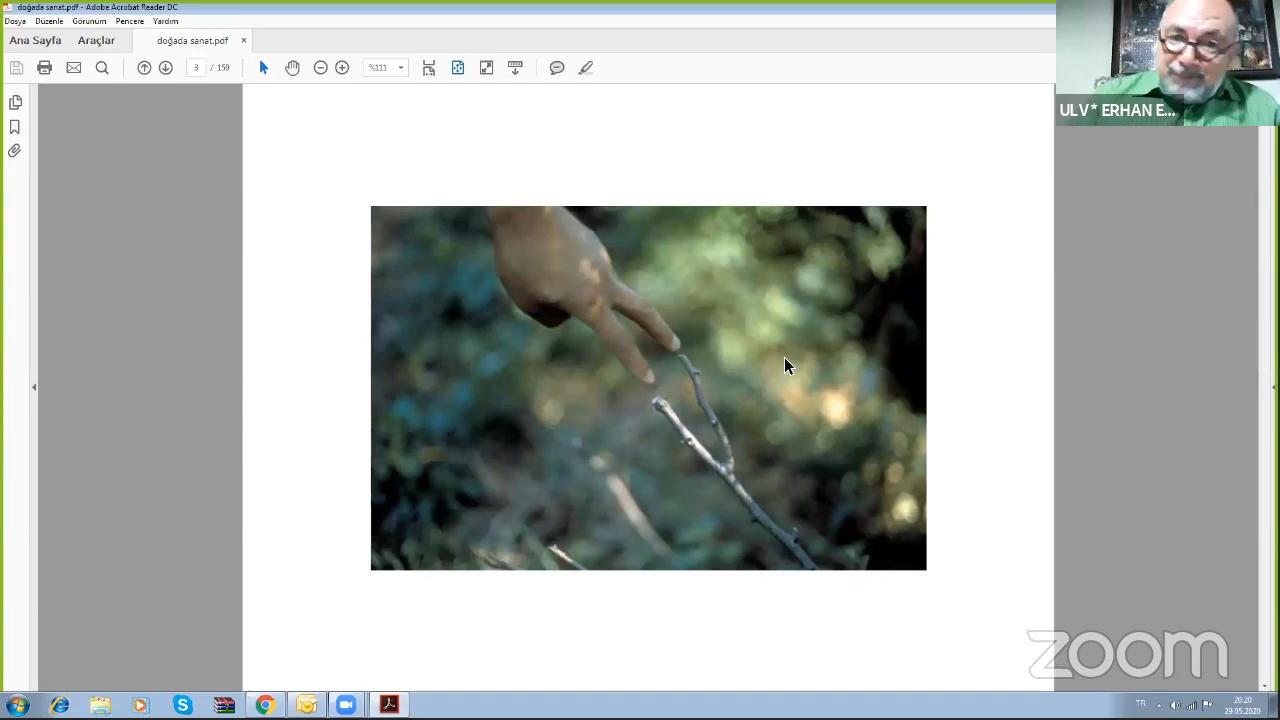 doğada sanat.pdf - Adobe Acrobat Reader DC
Dosya Düzenle Görünüm Pencere Yardım
Ana Sayfa Araçlar doğada sanat.pdf ×
3 / 159 %111
ULV* ERHAN E...
zoom
TR 20:20
29.05.2020